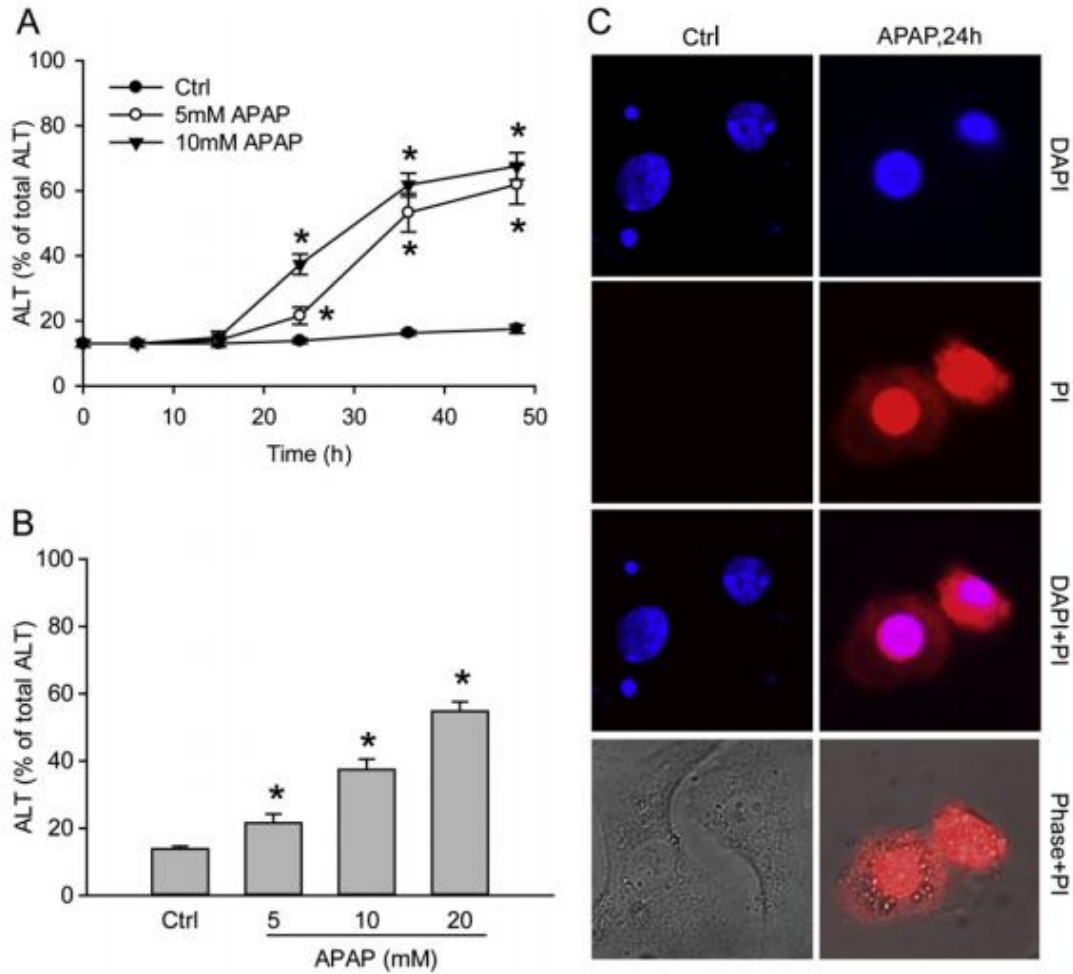 A
ALT (% of total ALT)
100
80
60
40
20
0
Ctrl
5mM APAP
10mM APAP
*
*
*
*
*
*
0
10
20
30
40
50
Time (h)
B
ALT (% of total ALT)
100
80
60
40
20
0
*
*
*
Ctrl
5
10
20
APAP (mM)
C
Ctrl
APAP,24h
DAPI
PI
DAPI+PI
Phase+PI